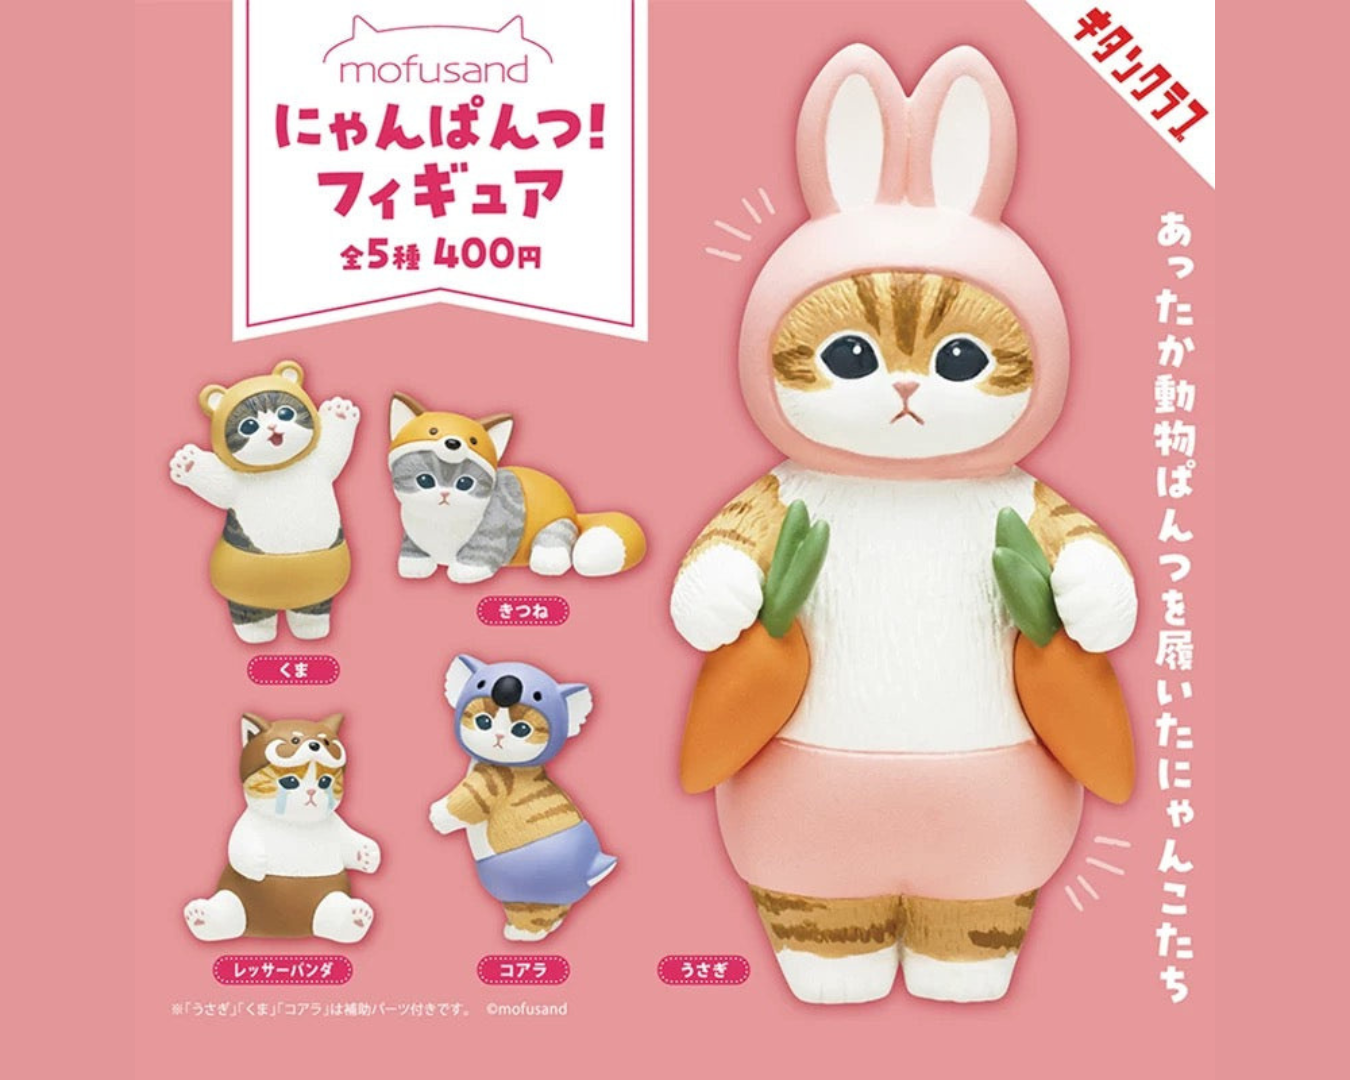 mofusand
にゃんぱんつ!
フィギュア
全5種 400円
キタンクラブ
あったか動物ぱんつを履いたにゃんこたち
くま
きつね
レッサーパンダ
コアラ
うさぎ
※「うさぎ」「くま」「コアラ」は補助パーツ付きです。 ©mofusand